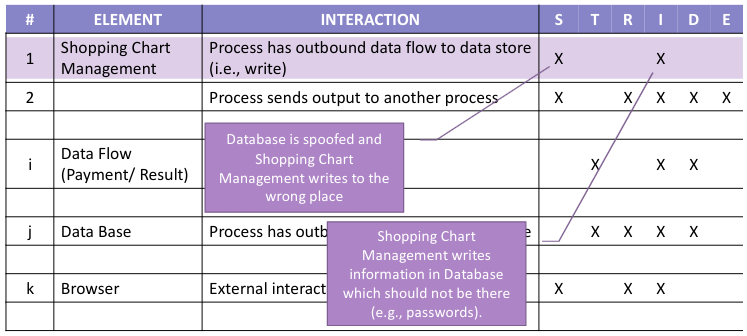 # ELEMENT INTERACTION S T R I D E
1 Shopping Chart Management Process has outbound data flow to data store (i.e., write) X X
2 Process sends output to another process X X X X X
Database is spoofed and
Shopping Chart
Management writes to the
wrong place
i Data Flow (Payment/ Result) X X X
j Data Base Process has outb e X X X X
Shopping Chart
Management writes
information in Database
which should not be there
(e.g., passwords).
k Browser External interact X X X